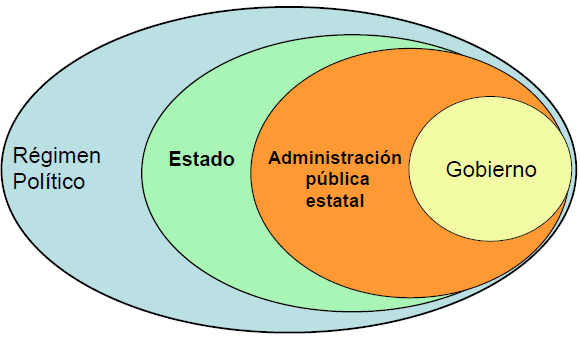 Régimen
Político
Estado
Administración
pública
estatal
Gobierno